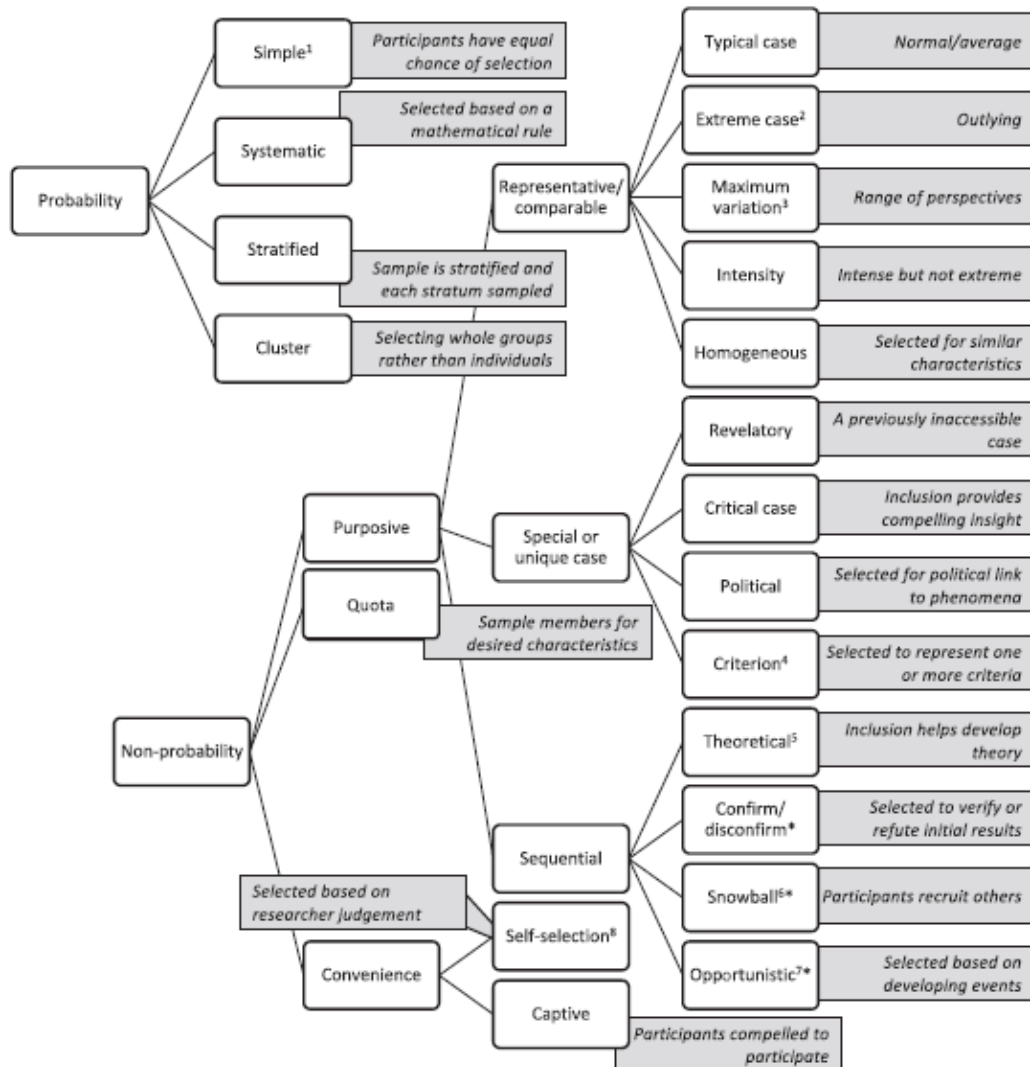 Probability
Simple¹
Participants have equal
chance of selection
Systematic
Selected based on a
mathematical rule
Stratified
Sample is stratified and
each stratum sampled
Cluster
Selecting whole groups
rather than individuals
Non-probability
Purposive
Representative/
comparable
Typical case
Normal/average
Extreme case²
Outlying
Maximum
variation³
Range of perspectives
Intensity
Intense but not extreme
Homogeneous
Selected for similar
characteristics
Special or
unique case
Revelatory
A previously inaccessible
case
Critical case
Inclusion provides
compelling insight
Political
Selected for political link
to phenomena
Criterion⁴
Selected to represent one
or more criteria
Sequential
Theoretical⁵
Inclusion helps develop
theory
Confirm/
disconfirm*
Selected to verify or
refute initial results
Snowball⁶*
Participants recruit others
Opportunistic⁷*
Selected based on
developing events
Quota
Sample members for
desired characteristics
Convenience
Selected based on
researcher judgement
Self-selection⁸
Captive
Participants compelled to
participate